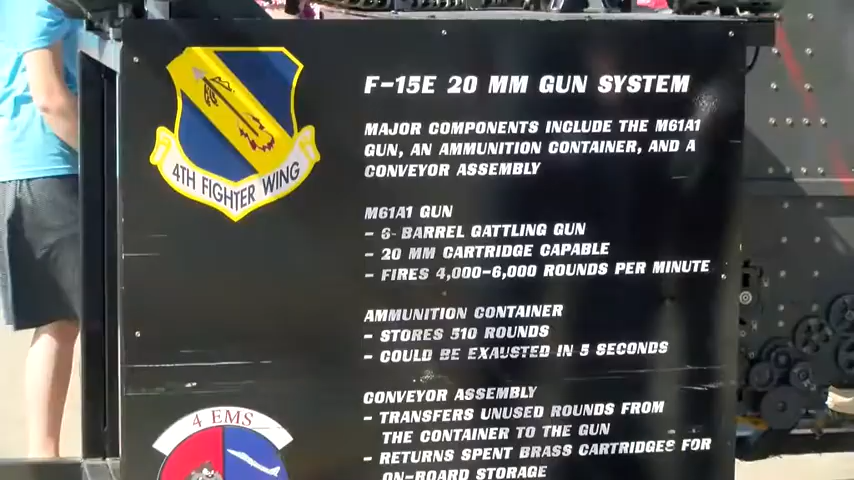 4TH FIGHTER WING
F-15E 20 MM GUN SYSTEM
MAJOR COMPONENTS INCLUDE THE M61A1
GUN, AN AMMUNITION CONTAINER, AND A
CONVEYOR ASSEMBLY
M61A1 GUN
- 6- BARREL GATTLING GUN
- 20 MM CARTRIDGE CAPABLE
- FIRES 4,000-6,000 ROUNDS PER MINUTE
AMMUNITION CONTAINER
- STORES 510 ROUNDS
- COULD BE EXAUSTED IN 5 SECONDS
CONVEYOR ASSEMBLY
- TRANSFERS UNUSED ROUNDS FROM
THE CONTAINER TO THE GUN
- RETURNS SPENT BRASS CARTRIDGES FOR
ON-BOARD STORAGE
4 EMS